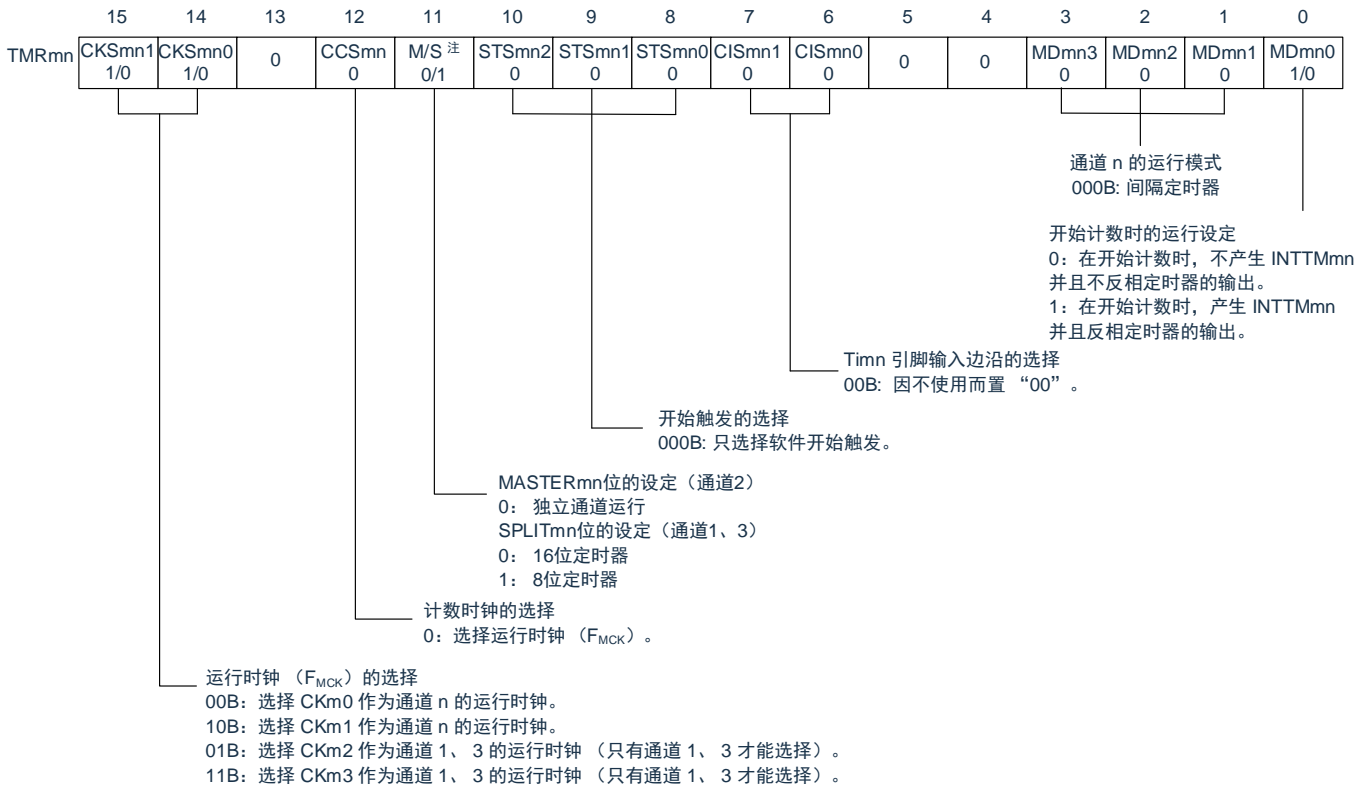 15 14 13 12 11 10 9 8 7 6 5 4 3 2 1 0
TMRmn CKSmn1 CKSmn0 0 CCSmn M/S 注 STSmn2 STSmn1 STSmn0 CISmn1 CISmn0 0 0 MDmn3 MDmn2 MDmn1 MDmn0
1/0 1/0 0 0/1 0 0 0 0 0 0 0 0 1/0
通道 n 的运行模式
000B: 间隔定时器
开始计数时的运行设定
0：在开始计数时，不产生 INTTMmn
并且不反相定时器的输出。
1：在开始计数时，产生 INTTMmn
并且反相定时器的输出。
Timn 引脚输入边沿的选择
00B: 因不使用而置 “00”。
开始触发的选择
000B: 只选择软件开始触发。
MASTERmn位的设定（通道2）
0： 独立通道运行
SPLITmn位的设定（通道1、3）
0： 16位定时器
1： 8位定时器
计数时钟的选择
0：选择运行时钟 （FMCK）。
运行时钟 （FMCK）的选择
00B：选择 CKm0 作为通道 n 的运行时钟。
10B：选择 CKm1 作为通道 n 的运行时钟。
01B：选择 CKm2 作为通道 1、 3 的运行时钟 （只有通道 1、 3 才能选择）。
11B：选择 CKm3 作为通道 1、 3 的运行时钟 （只有通道 1、 3 才能选择）。